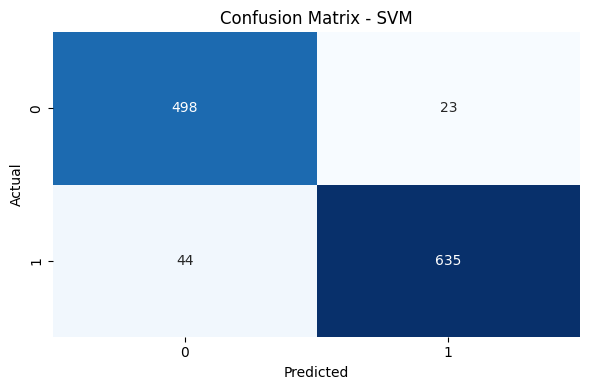 Confusion Matrix - SVM
0
498
23
Actual
1
44
635
0
1
Predicted